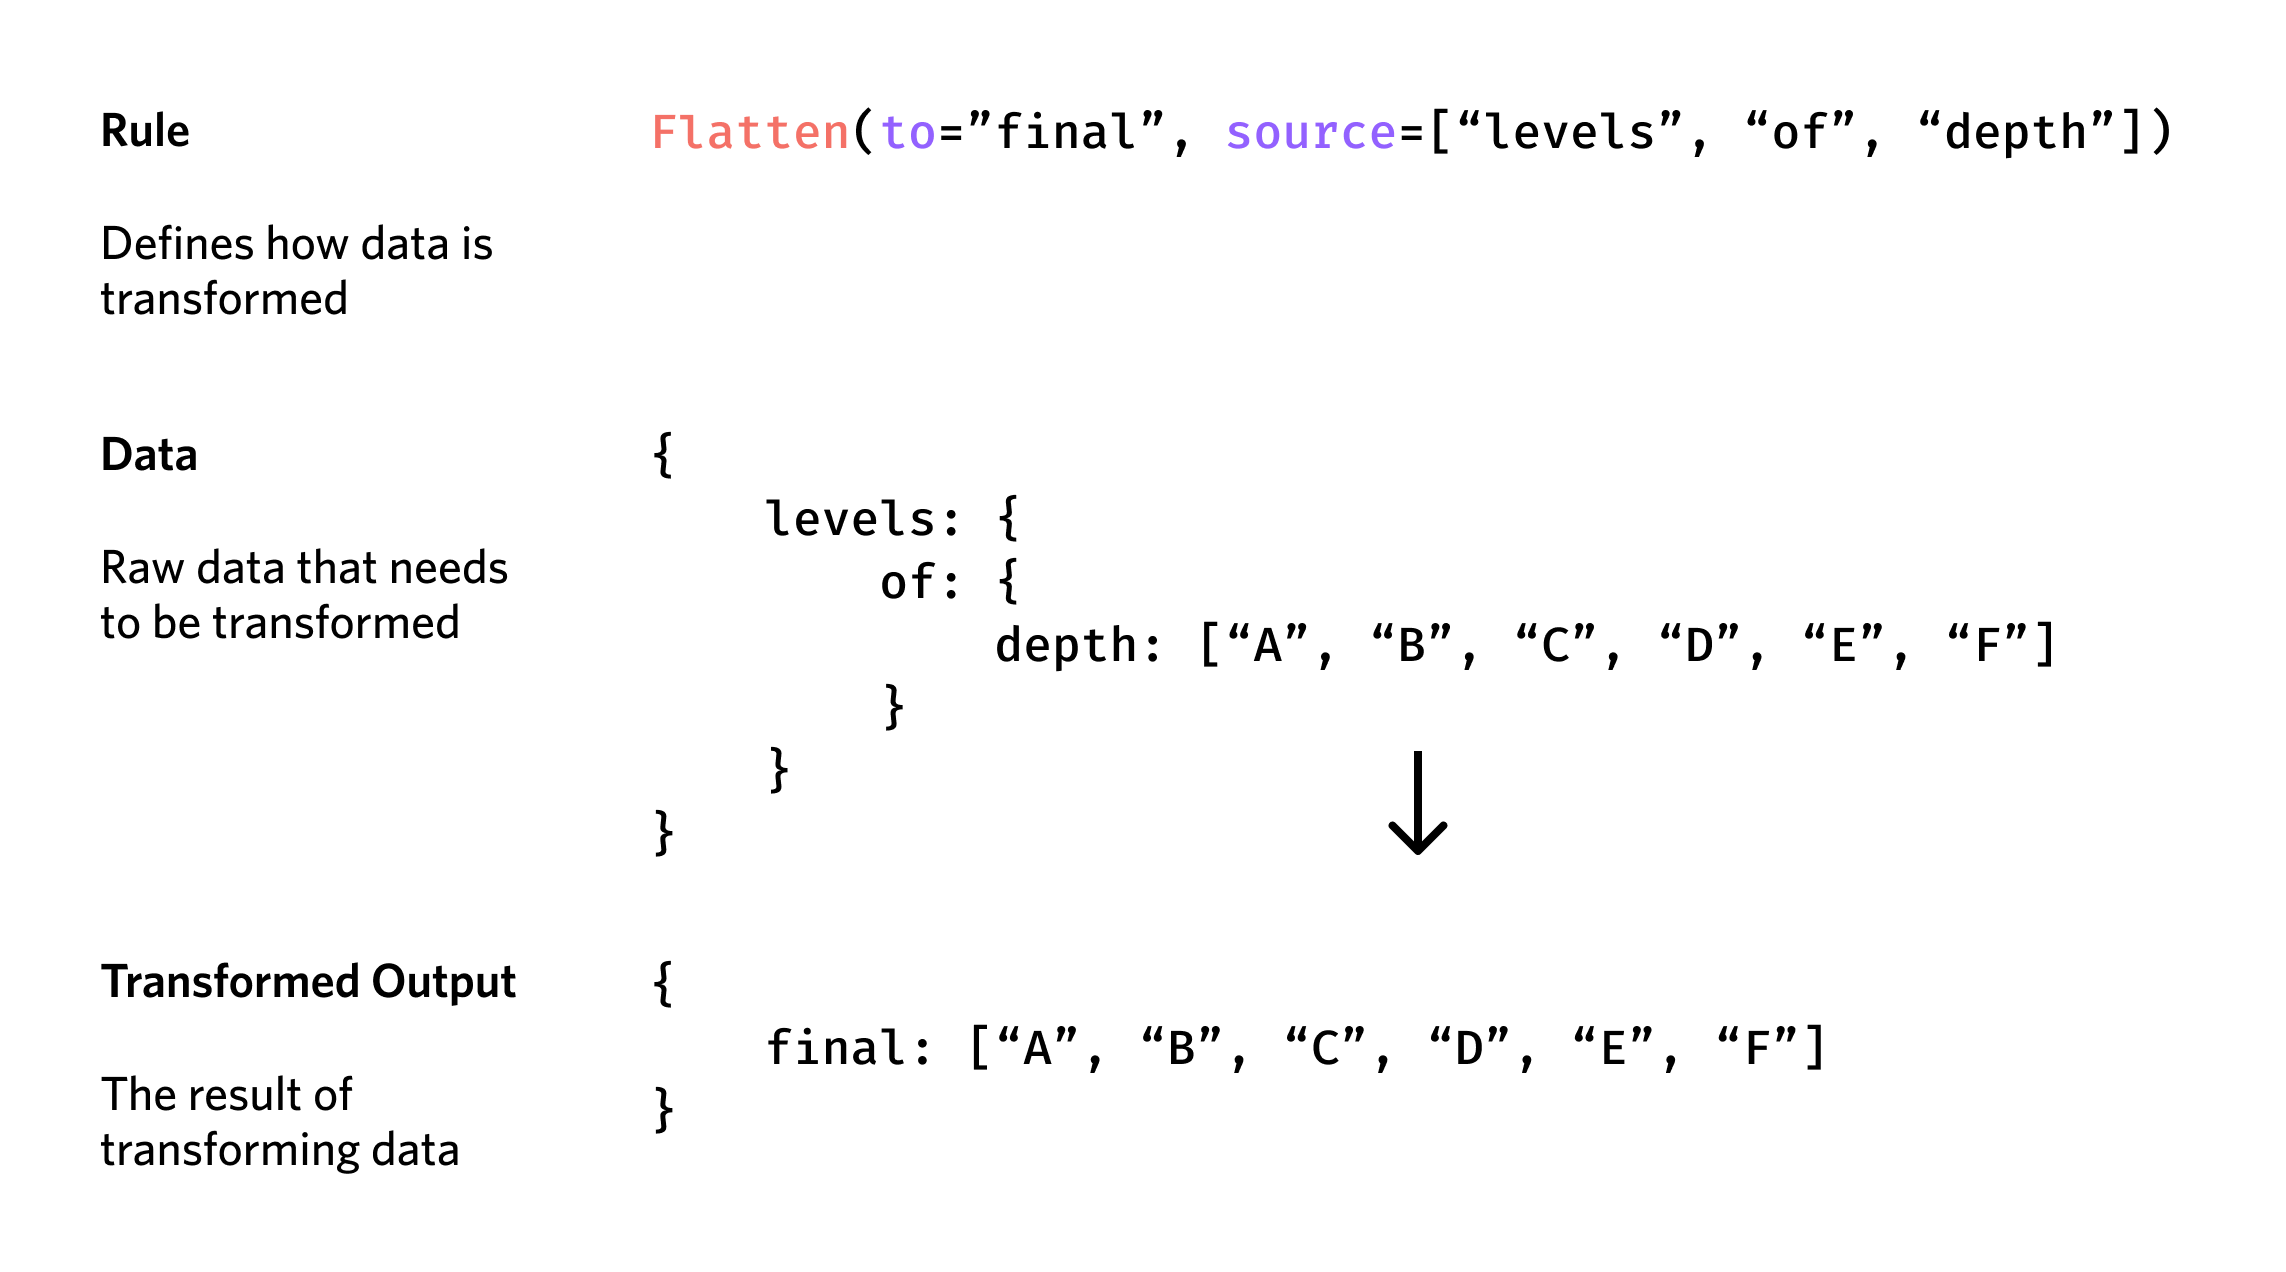 Rule
Flatten(to=”final”, source=[“levels”, “of”, “depth”])
Defines how data is
transformed
Data
{
levels: {
of: {
depth: [“A”, “B”, “C”, “D”, “E”, “F”]
}
}
}
Raw data that needs
to be transformed
Transformed Output
{
final: [“A”, “B”, “C”, “D”, “E”, “F”]
}
The result of
transforming data